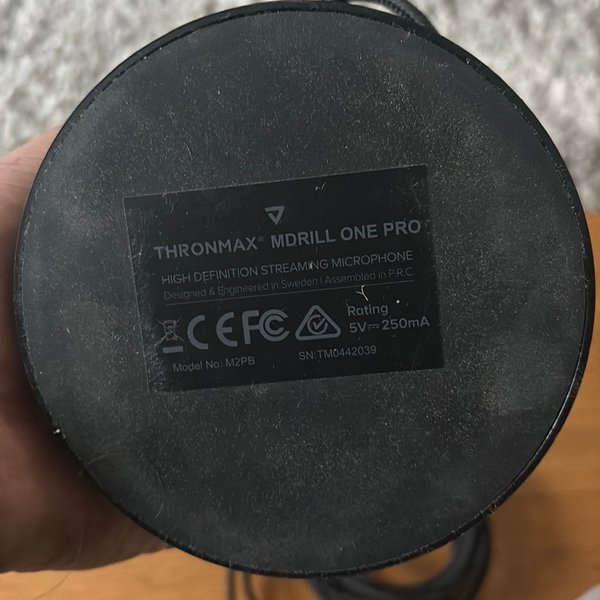 THRONMAX® MDRILL ONE PRO
HIGH DEFINITION STREAMING MICROPHONE
Designed & Engineered in Sweden | Assembled in P.R.C.
CE FC Rating
5V⎓250mA
Model No: M2PB SN:TM0442039